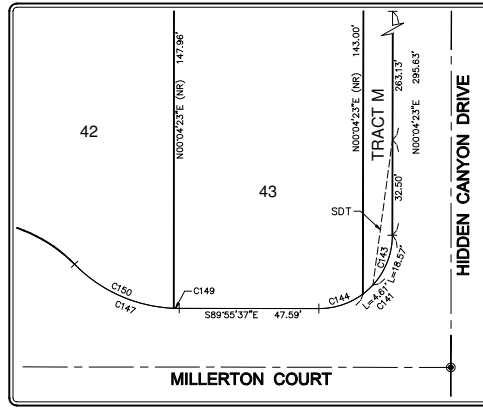 42
N00°04'23"E (NR) 147.96'
43
N00°04'23"E (NR) 143.00'
TRACT M
263.13'
N00°04'23"E 295.63'
32.50'
SDT
HIDDEN CANYON DRIVE
C150
C147
C149
S89°55'37"E 47.59'
C144
C143
L=18.57'
L=4.61'
C141
MILLERTON COURT